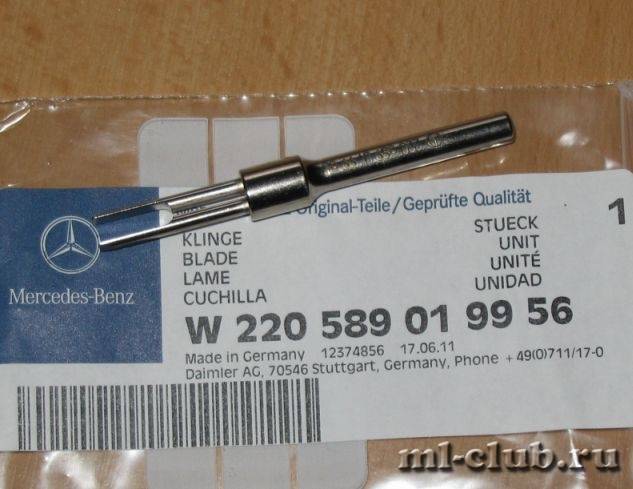 Original-Teile/Geprüfte Qualität
KLINGE STUECK 1
BLADE UNIT
LAME UNITÉ
CUCHILLA UNIDAD
Mercedes-Benz
W 220 589 01 99 56
Made in Germany 12374856 17.06.11
Daimler AG, 70546 Stuttgart, Germany, Phone +49(0)711/17-0
ml-club.ru